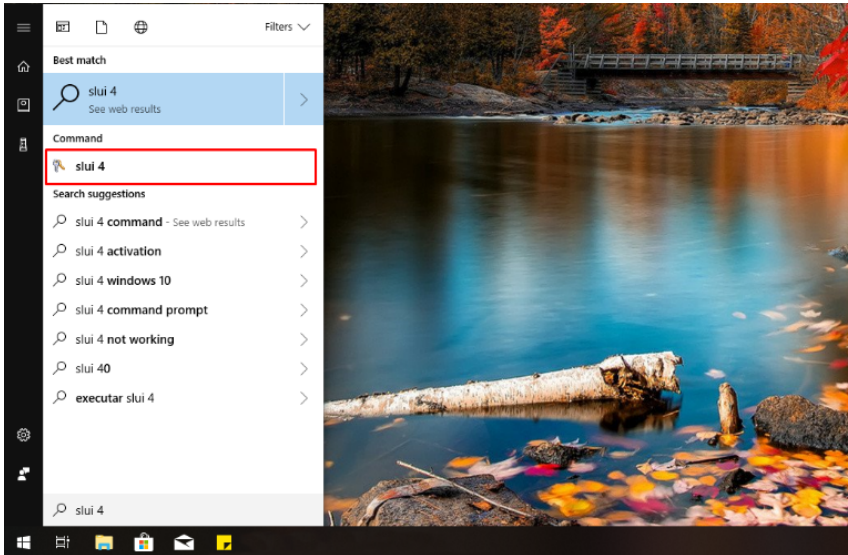 Filters
Best match
slui 4
See web results
Command
slui 4
Search suggestions
slui 4 command - See web results
slui 4 activation
slui 4 windows 10
slui 4 command prompt
slui 4 not working
slui 40
executar slui 4
slui 4